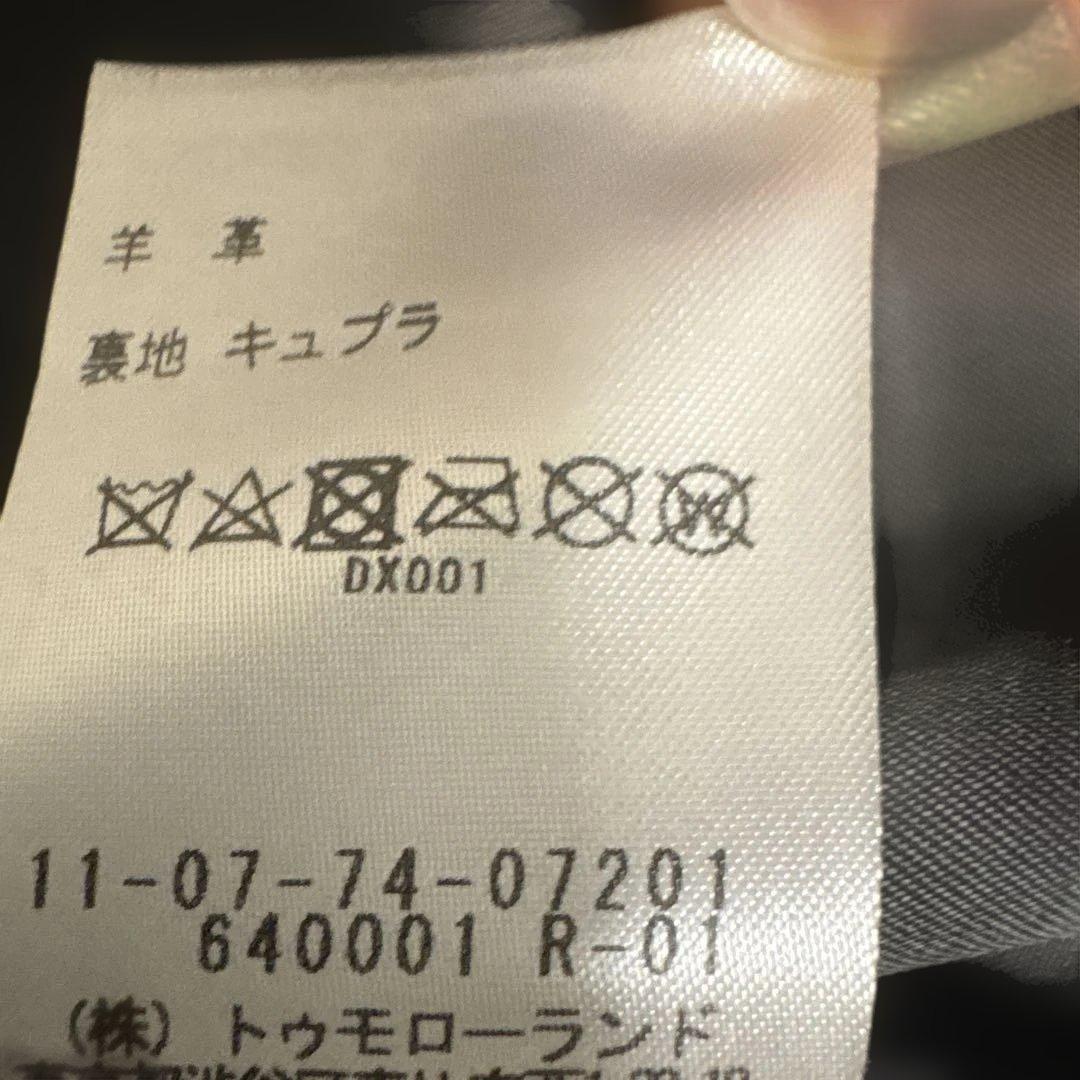 羊 革
裏地 キュプラ
DX001
11-07-74-07201
640001 R-01
(株) トゥモローランド